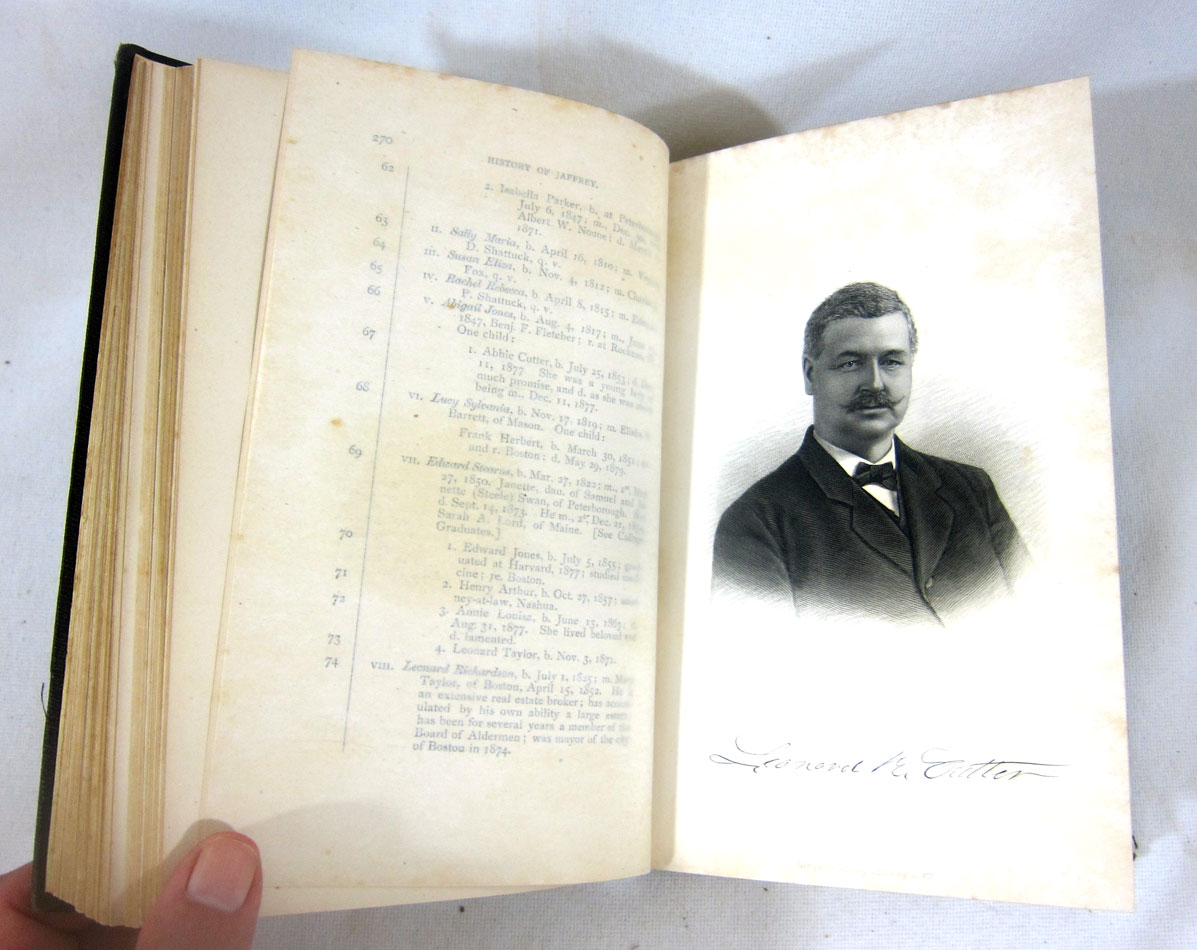 270
HISTORY OF JAFFREY.
62
2. Isabella Parker, b. at
July 6, 1847; m., Dec.
Albert W. Noone; d.
1871.
63 ii. Sally Maria, b. April 16, 1810; m.
D. Shattuck, q. v.
64 iii. Susan Eliza, b. Nov. 4, 1812; m.
Fox, q. v.
65 iv. Rachel Rebecca, b. April 8, 1815; m.
P. Shattuck, q. v.
66 v. Abigail Jones, b. Aug. 4, 1817; m.,
1847, Benj. F. Fletcher; r. at
One child:
67 1. Abbie Cutter, b. July 25, 1853; d.
11, 1877 She was a young
much promise, and d. as she was
being m., Dec. 11, 1877.
68 vi. Lucy Sylvania, b. Nov. 17, 1819; m.
Barrett, of Mason. One child:
Frank Herbert, b. March 30,
and r. Boston; d. May 29, 1879.
69 vii. Edward Stearns, b. Mar. 27, 1822; m., 1st,
27, 1850, Janette, dau. of Samuel and
nette (Steele) Swan, of Peterborough.
d. Sept. 14, 1873. He m., 2d, Dec. 21,
Sarah A. Lord, of Maine. [See
Graduates.]
70 1. Edward Jones, b. July 5, 1855;
uated at Harvard, 1877; studied
cine; re. Boston.
71 2. Henry Arthur, b. Oct. 27, 1857;
ney-at-law, Nashua.
72 3. Annie Louisa, b. June 15, 1865;
Aug. 31, 1877. She lived beloved
d. lamented.
73 4. Leonard Taylor, b. Nov. 3, 1871.
74 viii. Leonard Richardson, b. July 1, 1825; m.
Taylor, of Boston, April 15, 1852. He
an extensive real estate broker; has
ulated by his own ability a large
has been for several years a member of
Board of Aldermen; was mayor of the city
of Boston in 1874.
Leonard R. Cutter